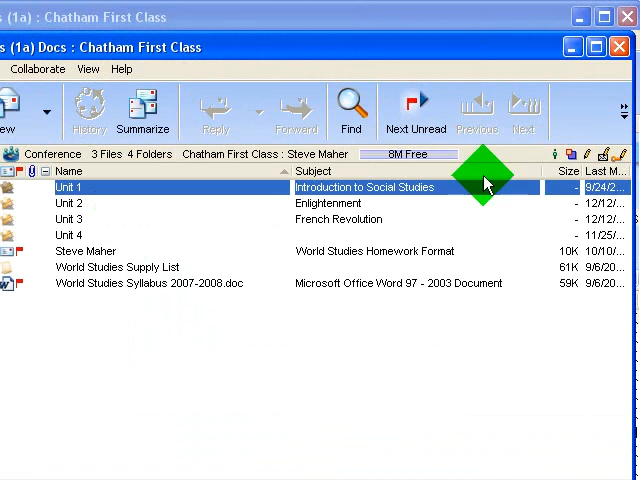 s (1a) : Chatham First Class
s (1a) Docs : Chatham First Class
Collaborate View Help
ew History Summarize Reply Forward Find Next Unread Previous Next
Conference 3 Files 4 Folders Chatham First Class : Steve Maher 8M Free
Name Subject Size Last M...
Unit 1 Introduction to Social Studies - 9/24/2...
Unit 2 Enlightenment - 12/12/...
Unit 3 French Revolution - 12/12/...
Unit 4 - 11/25/...
Steve Maher World Studies Homework Format 10K 10/10/...
World Studies Supply List 61K 9/6/20...
World Studies Syllabus 2007-2008.doc Microsoft Office Word 97 - 2003 Document 59K 9/6/20...